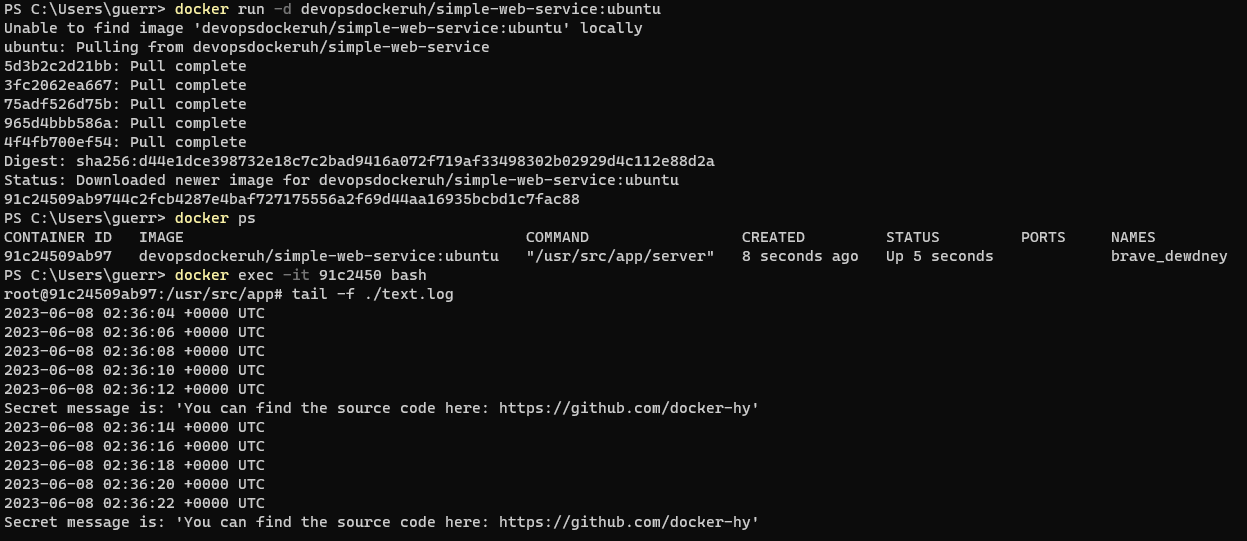 PS C:\Users\guerr> docker run -d devopsdockeruh/simple-web-service:ubuntu
Unable to find image 'devopsdockeruh/simple-web-service:ubuntu' locally
ubuntu: Pulling from devopsdockeruh/simple-web-service
5d3b2c2d21bb: Pull complete
3fc2062ea667: Pull complete
75adf526d75b: Pull complete
965d4bbb586a: Pull complete
4f4fb700ef54: Pull complete
Digest: sha256:d44e1dce398732e18c7c2bad9416a072f719af33498302b02929d4c112e88d2a
Status: Downloaded newer image for devopsdockeruh/simple-web-service:ubuntu
91c24509ab9744c2fcb4287e4baf727175556a2f69d44aa16935bcbd1c7fac88
PS C:\Users\guerr> docker ps
CONTAINER ID   IMAGE                                      COMMAND                 CREATED         STATUS         PORTS     NAMES
91c24509ab97   devopsdockeruh/simple-web-service:ubuntu   "/usr/src/app/server"   8 seconds ago   Up 5 seconds             brave_dewdney
PS C:\Users\guerr> docker exec -it 91c2450 bash
root@91c24509ab97:/usr/src/app# tail -f ./text.log
2023-06-08 02:36:04 +0000 UTC
2023-06-08 02:36:06 +0000 UTC
2023-06-08 02:36:08 +0000 UTC
2023-06-08 02:36:10 +0000 UTC
2023-06-08 02:36:12 +0000 UTC
Secret message is: 'You can find the source code here: https://github.com/docker-hy'
2023-06-08 02:36:14 +0000 UTC
2023-06-08 02:36:16 +0000 UTC
2023-06-08 02:36:18 +0000 UTC
2023-06-08 02:36:20 +0000 UTC
2023-06-08 02:36:22 +0000 UTC
Secret message is: 'You can find the source code here: https://github.com/docker-hy'